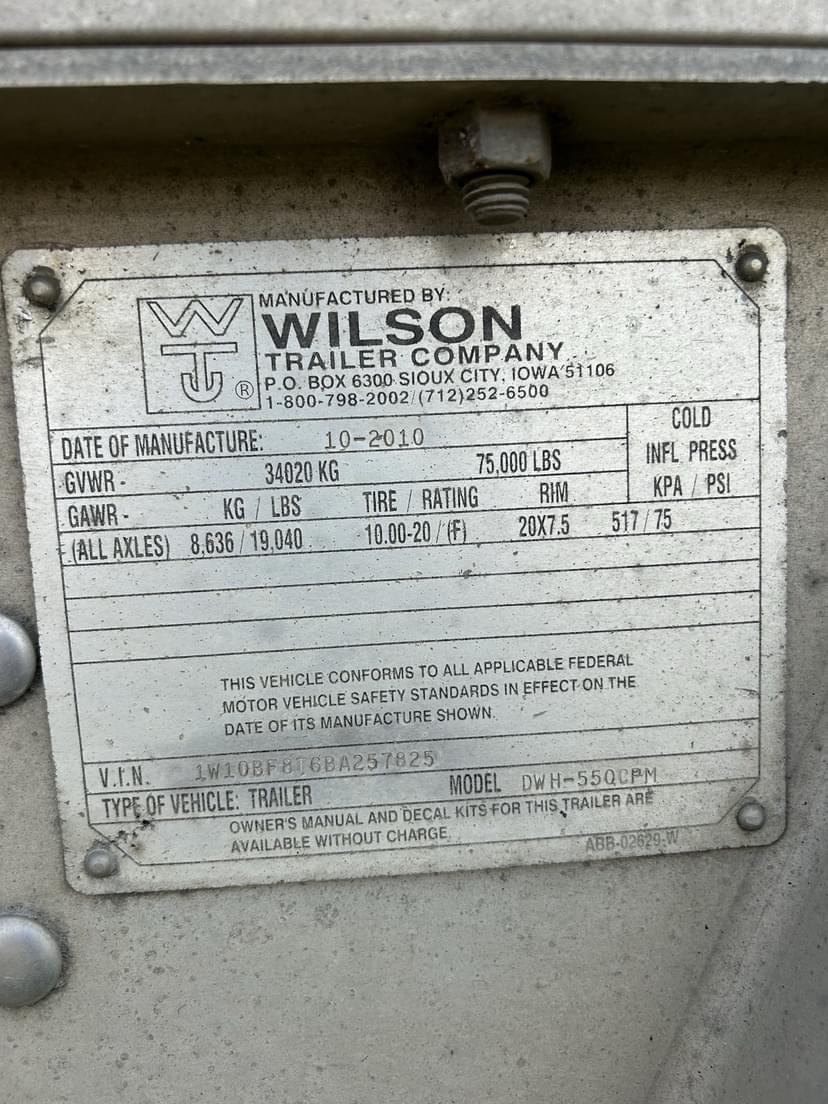 MANUFACTURED BY:
WILSON
TRAILER COMPANY
P.O. BOX 6300 SIOUX CITY, IOWA 51106
1-800-798-2002/(712)252-6500
WT ®
DATE OF MANUFACTURE: 10-2010
COLD
INFL PRESS
KPA / PSI
GVWR - 34020 KG 75,000 LBS
GAWR - KG / LBS TIRE / RATING RIM
(ALL AXLES) 8,636 / 19,040 10.00-20 / (F) 20X7.5 517 / 75
THIS VEHICLE CONFORMS TO ALL APPLICABLE FEDERAL
MOTOR VEHICLE SAFETY STANDARDS IN EFFECT ON THE
DATE OF ITS MANUFACTURE SHOWN.
V.I.N. 1W10BF8T6BA257825
TYPE OF VEHICLE: TRAILER MODEL DWH-550CPM
OWNER'S MANUAL AND DECAL KITS FOR THIS TRAILER ARE
AVAILABLE WITHOUT CHARGE.
ABB-02629-W